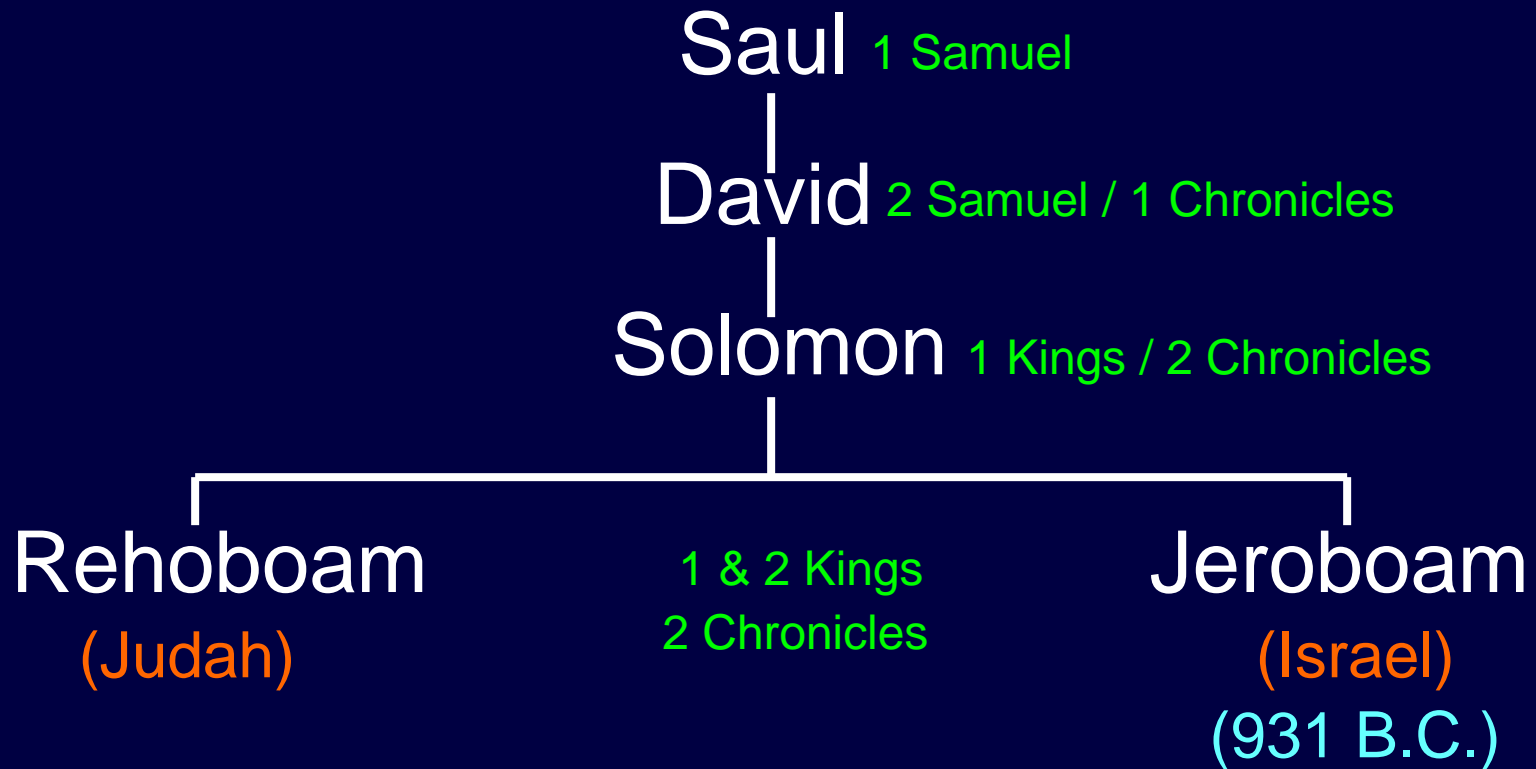 Saul 1 Samuel
David 2 Samuel / 1 Chronicles
Solomon 1 Kings / 2 Chronicles
Rehoboam
(Judah)
1 & 2 Kings
2 Chronicles
Jeroboam
(Israel)
(931 B.C.)